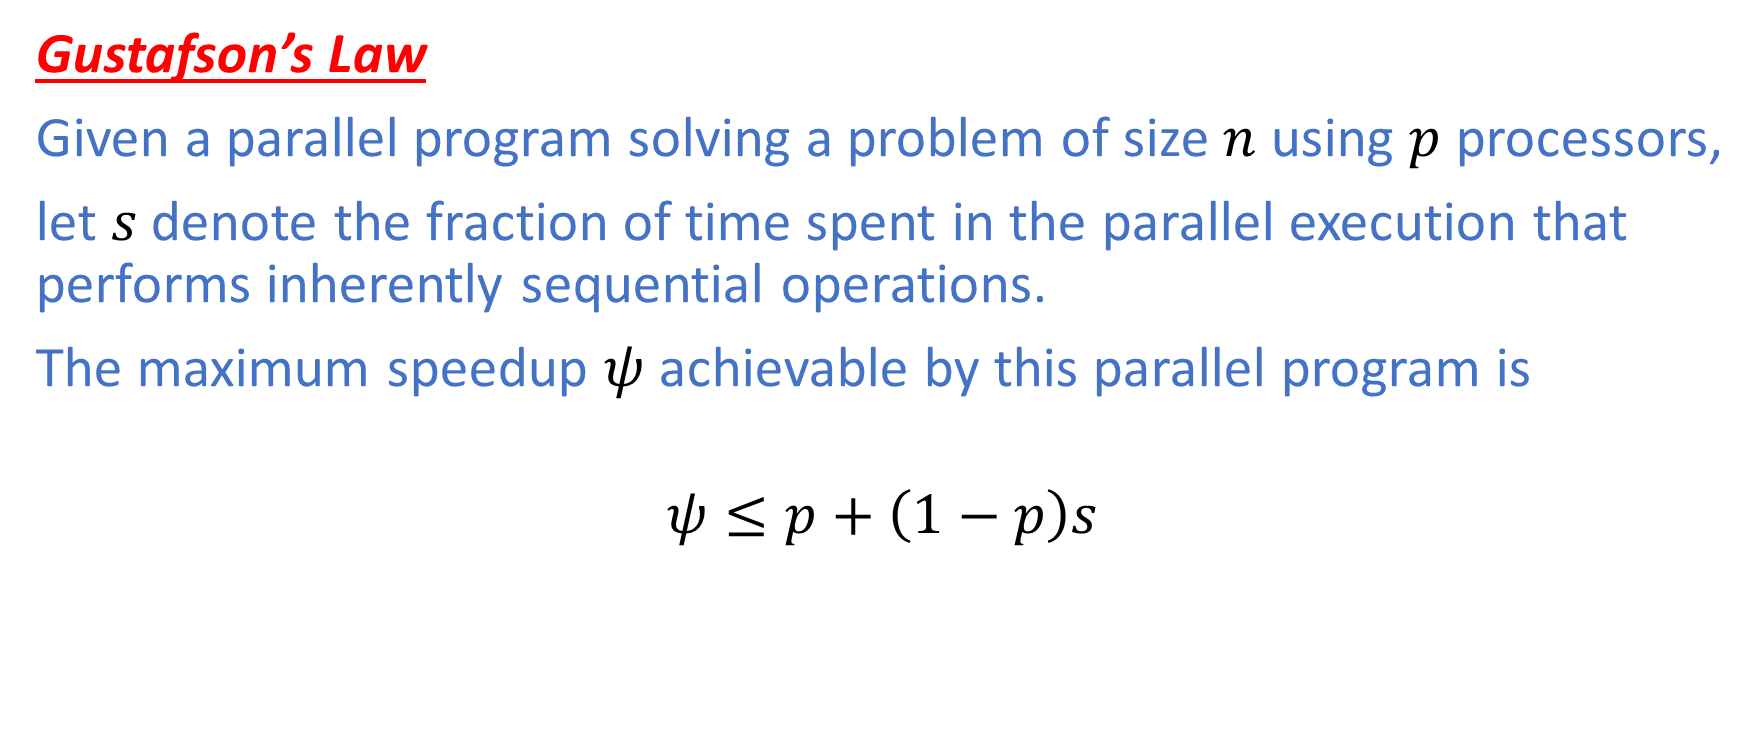 Gustafson’s Law
Given a parallel program solving a problem of size 𝑛 using 𝑝 processors,
let 𝑠 denote the fraction of time spent in the parallel execution that
performs inherently sequential operations.
The maximum speedup 𝜓 achievable by this parallel program is
𝜓 ≤ 𝑝 + (1 − 𝑝)𝑠